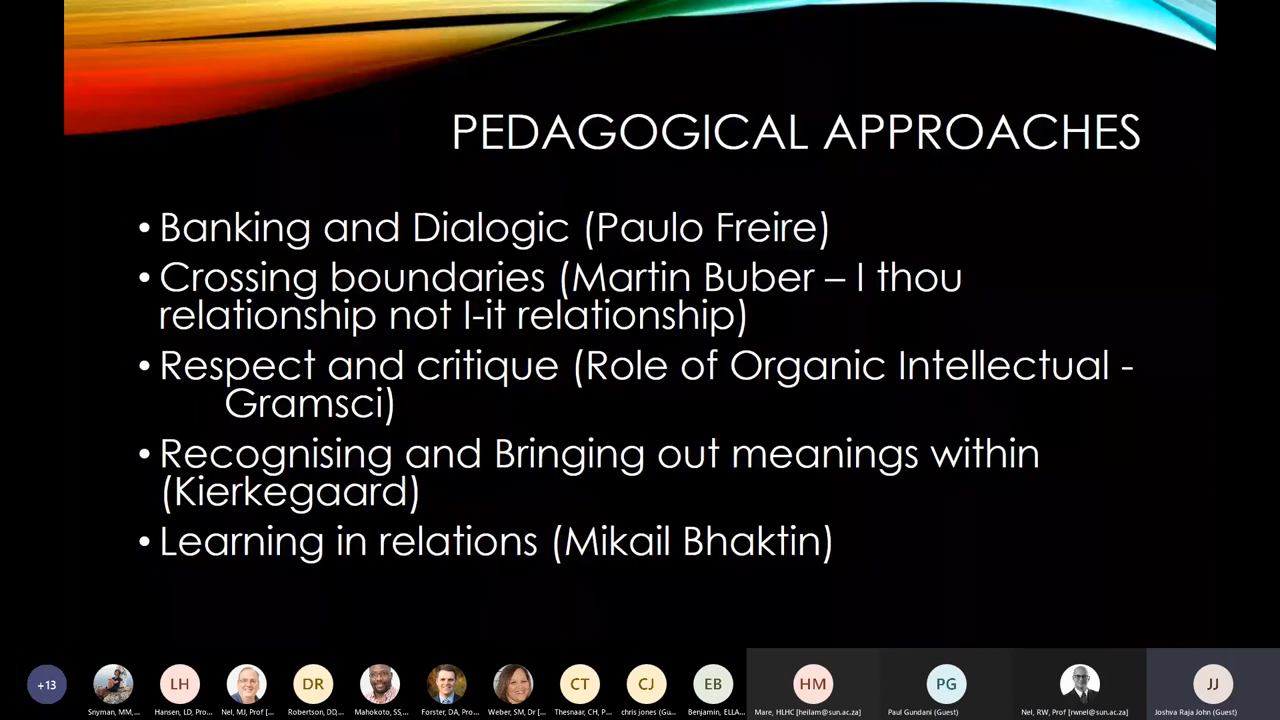 PEDAGOGICAL APPROACHES
• Banking and Dialogic (Paulo Freire)
• Crossing boundaries (Martin Buber – I thou
relationship not I-it relationship)
• Respect and critique (Role of Organic Intellectual -
Gramsci)
• Recognising and Bringing out meanings within
(Kierkegaard)
• Learning in relations (Mikail Bhaktin)
+13
LH
DR
CT
CJ
EB
HM
PG
JJ
Snyman, MM,...
Hansen, LD, Pro...
Nel, MJ, Prof [...
Robertson, DD,...
Mahokoto, SS,...
Forster, DA, Pro...
Weber, SM, Dr [...
Thesnaar, CH, P...
chris jones (Gu...
Benjamin, ELLA...
Mare, HLHC [heilam@sun.ac.za]
Paul Gundani (Guest)
Nel, RW, Prof [rwnel@sun.ac.za]
Joshva Raja John (Guest)